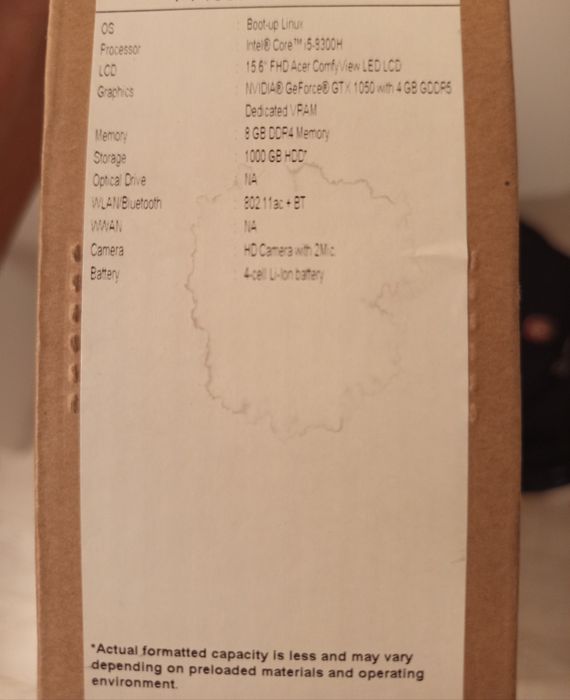 OS : Boot-up Linux
Processor : Intel® Core™ i5-8300H
LCD : 15.6" FHD Acer ComfyView LED LCD
Graphics : NVIDIA® GeForce® GTX 1050 with 4 GB GDDR5
Dedicated VRAM
Memory : 8 GB DDR4 Memory
Storage : 1000 GB HDD*
Optical Drive : NA
WLAN/Bluetooth : 802.11ac + BT
WWAN : NA
Camera : HD Camera with 2Mic
Battery : 4-cell Li-Ion battery
*Actual formatted capacity is less and may vary
depending on preloaded materials and operating
environment.